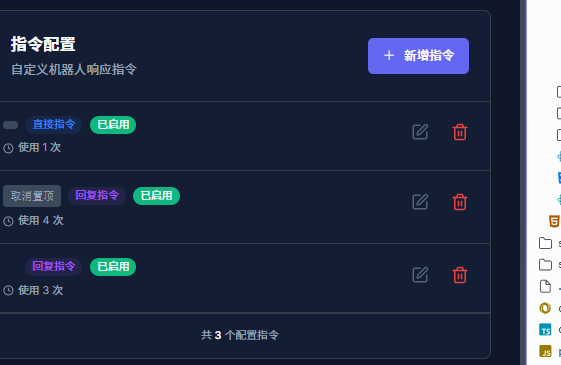 指令配置
自定义机器人响应指令
+ 新增指令
直接指令 已启用
使用 1 次
取消置顶 回复指令 已启用
使用 4 次
回复指令 已启用
使用 3 次
共 3 个配置指令
TS
JS